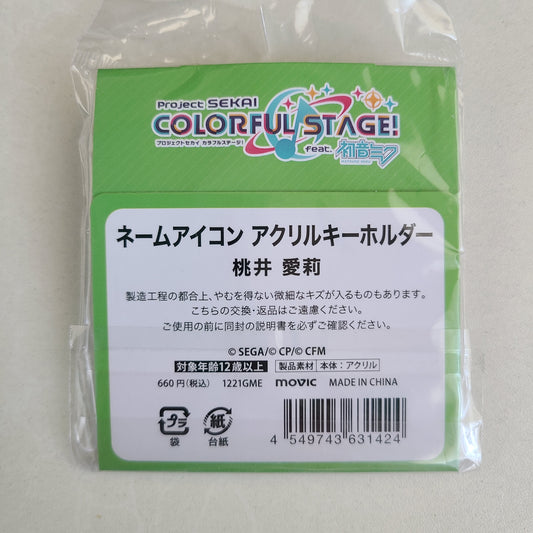 Project SEKAI
COLORFUL STAGE!
プロジェクトセカイ カラフルステージ!
feat. 初音ミク
HATSUNE MIKU
ネームアイコン アクリルキーホルダー
桃井 愛莉
製造工程の都合上、やむを得ない微細なキズが入るものもあります。
こちらの交換・返品はご遠慮ください。
ご使用の前に同封の説明書を必ずご確認ください。
© SEGA/© CP/© CFM
対象年齢12歳以上 製品素材 本体:アクリル
660円(税込) 1221GME movic MADE IN CHINA
プラ 紙
袋 台紙
4 549743 631424